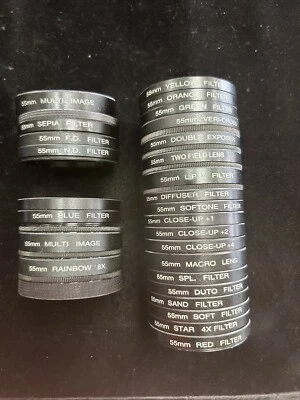 55mm MULTI IMAGE
55mm SEPIA FILTER
55mm F.D. FILTER
55mm N.D. FILTER
55mm BLUE FILTER
55mm MULTI IMAGE
55mm RAINBOW 8X
55mm YELLOW FILTER
55mm ORANGE FILTER
55mm GREEN FILTER
55mm VERI-COLOR
55mm DOUBLE EXPOSER
55mm TWO FIELD LENS
55mm L.P.L. FILTER
55mm DIFFUSER FILTER
55mm SOFTONE FILTER
55mm CLOSE-UP +1
55mm CLOSE-UP +2
55mm CLOSE-UP +4
55mm MACRO LENS
55mm SPL. FILTER
55mm DUTO FILTER
55mm SAND FILTER
55mm SOFT FILTER
55mm STAR 4X FILTER
55mm RED FILTER